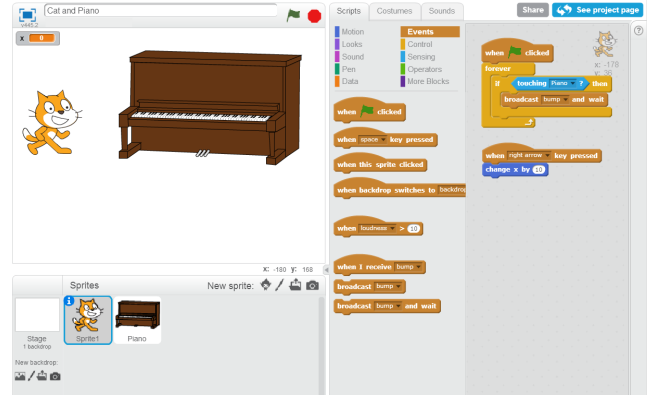 Cat and Piano
v445.2
x 0
X: -180 Y: 168
Sprites
New sprite:
Stage
1 backdrop
New backdrop:
Sprite1
Piano
Scripts
Costumes
Sounds
Share
See project page
Motion
Looks
Sound
Pen
Data
Events
Control
Sensing
Operators
More Blocks
when clicked
when space key pressed
when this sprite clicked
when backdrop switches to backdrop
when loudness > 10
when I receive bump
broadcast bump
broadcast bump and wait
x: -178
y: 36
when clicked
forever
if touching Piano ? then
broadcast bump and wait
when right arrow key pressed
change x by 10
?